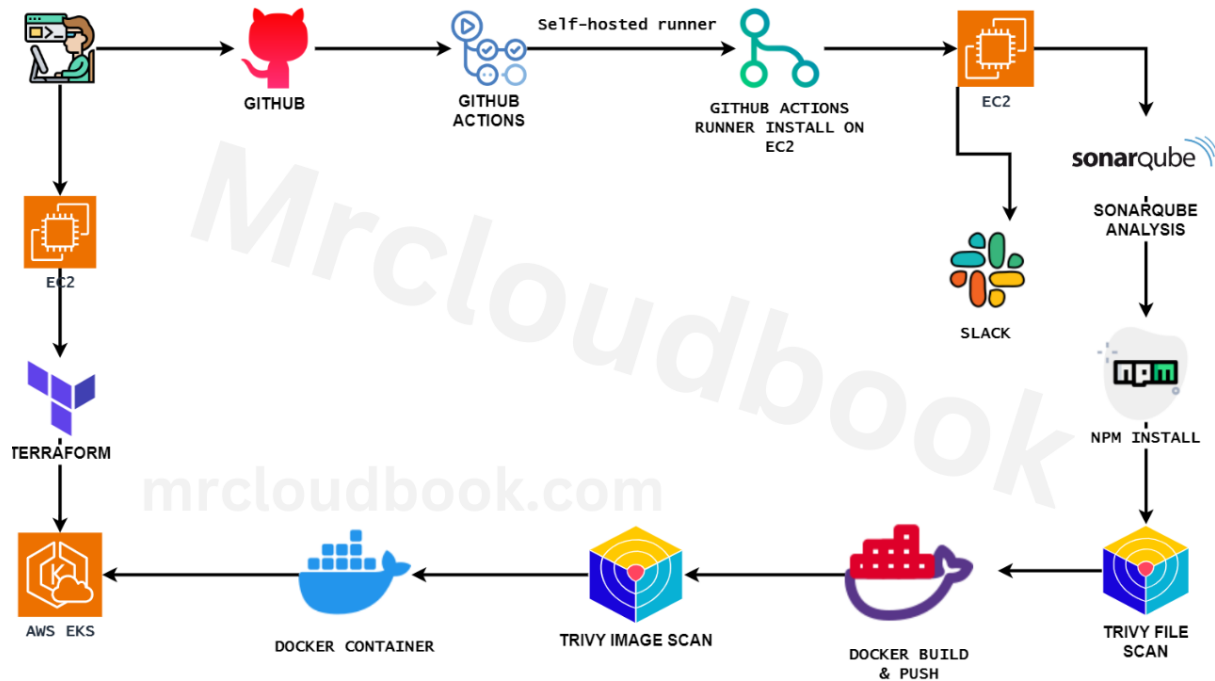 Self-hosted runner
GITHUB
GITHUB
ACTIONS
GITHUB ACTIONS
RUNNER INSTALL ON
EC2
EC2
sonarqube
SONARQUBE
ANALYSIS
EC2
Mrcloudbook
SLACK
npm
NPM INSTALL
TERRAFORM
mrcloudbook.com
K
AWS EKS
DOCKER CONTAINER
TRIVY IMAGE SCAN
DOCKER BUILD
& PUSH
TRIVY FILE
SCAN